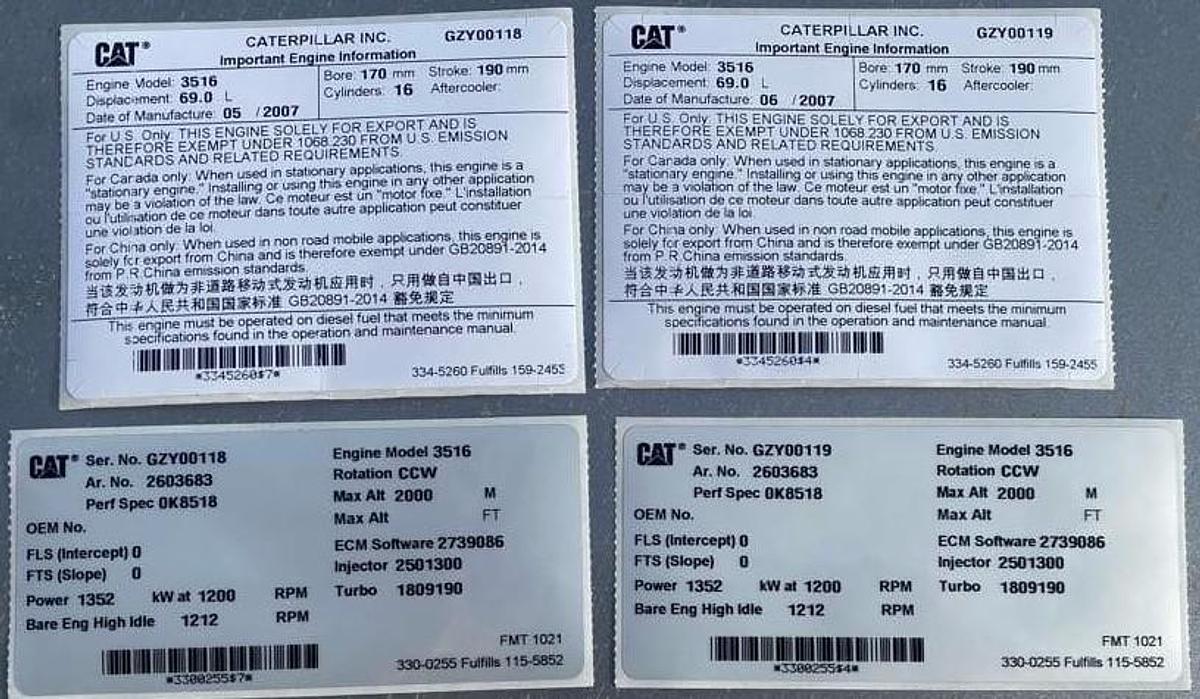 CAT®
CATERPILLAR INC.
GZY00118
Important Engine Information
Engine Model: 3516
Displacement: 69.0 L
Date of Manufacture: 05 / 2007
Bore: 170 mm Stroke: 190 mm
Cylinders: 16 Aftercooler:
For U.S. Only: THIS ENGINE SOLELY FOR EXPORT AND IS
THEREFORE EXEMPT UNDER 1068.230 FROM U.S. EMISSION
STANDARDS AND RELATED REQUIREMENTS.
For Canada only: When used in stationary applications, this engine is a
"stationary engine." Installing or using this engine in any other application
may be a violation of the law. Ce moteur est un "motor fixe." L'installation
ou l'utilisation de ce moteur dans toute autre application peut constituer
une violation de la loi.
For China only: When used in non road mobile applications, this engine is
solely for export from China and is therefore exempt under GB20891-2014
from P.R.China emission standards.
当该发动机做为非道路移动式发动机应用时，只用做自中国出口，
符合中华人民共和国国家标准 GB20891-2014 豁免规定
This engine must be operated on diesel fuel that meets the minimum
specifications found in the operation and maintenance manual.
*3345260$7*
334-5260 Fulfills 159-2455
CAT®
CATERPILLAR INC.
GZY00119
Important Engine Information
Engine Model: 3516
Displacement: 69.0 L
Date of Manufacture: 06 / 2007
Bore: 170 mm Stroke: 190 mm
Cylinders: 16 Aftercooler:
For U.S. Only: THIS ENGINE SOLELY FOR EXPORT AND IS
THEREFORE EXEMPT UNDER 1068.230 FROM U.S. EMISSION
STANDARDS AND RELATED REQUIREMENTS.
For Canada only: When used in stationary applications, this engine is a
"stationary engine." Installing or using this engine in any other application
may be a violation of the law. Ce moteur est un "motor fixe." L'installation
ou l'utilisation de ce moteur dans toute autre application peut constituer
une violation de la loi.
For China only: When used in non road mobile applications, this engine is
solely for export from China and is therefore exempt under GB20891-2014
from P.R.China emission standards.
当该发动机做为非道路移动式发动机应用时，只用做自中国出口，
符合中华人民共和国国家标准 GB20891-2014 豁免规定
This engine must be operated on diesel fuel that meets the minimum
specifications found in the operation and maintenance manual.
*3345260$4*
334-5260 Fulfills 159-2455
CAT®
Ser. No. GZY00118
Ar. No. 2603683
Perf Spec 0K8518
OEM No.
FLS (Intercept) 0
FTS (Slope) 0
Power 1352 kW at 1200 RPM
Bare Eng High Idle 1212 RPM
Engine Model 3516
Rotation CCW
Max Alt 2000 M
Max Alt FT
ECM Software 2739086
Injector 2501300
Turbo 1809190
*3300255$7*
FMT 1021
330-0255 Fulfills 115-5852
CAT®
Ser. No. GZY00119
Ar. No. 2603683
Perf Spec 0K8518
OEM No.
FLS (Intercept) 0
FTS (Slope) 0
Power 1352 kW at 1200 RPM
Bare Eng High Idle 1212 RPM
Engine Model 3516
Rotation CCW
Max Alt 2000 M
Max Alt FT
ECM Software 2739086
Injector 2501300
Turbo 1809190
*3300255$4*
FMT 1021
330-0255 Fulfills 115-5852